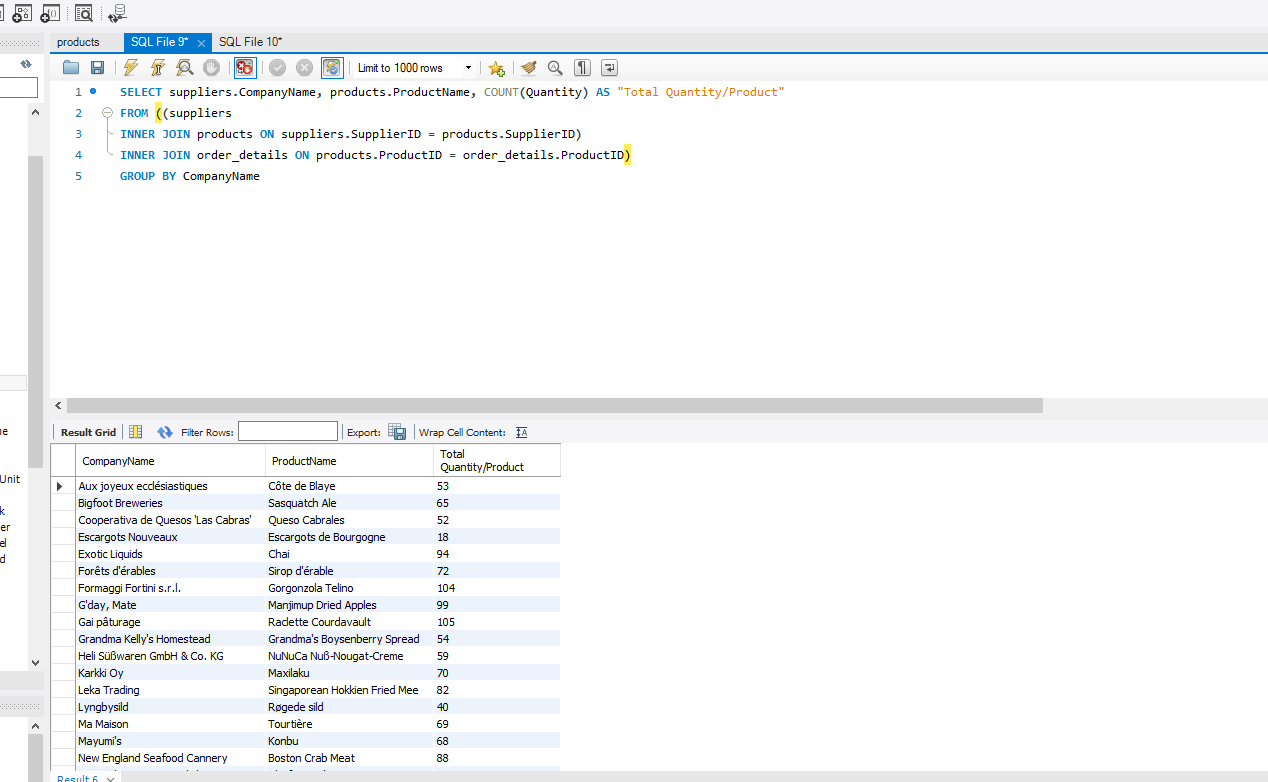 products SQL File 9* SQL File 10*
Limit to 1000 rows
1 SELECT suppliers.CompanyName, products.ProductName, COUNT(Quantity) AS "Total Quantity/Product"
2 FROM ((suppliers
3 INNER JOIN products ON suppliers.SupplierID = products.SupplierID)
4 INNER JOIN order_details ON products.ProductID = order_details.ProductID)
5 GROUP BY CompanyName
Unit
Result Grid Filter Rows: Export: Wrap Cell Content:
CompanyName ProductName Total Quantity/Product
Aux joyeux ecclésiastiques Côte de Blaye 53
Bigfoot Breweries Sasquatch Ale 65
Cooperativa de Quesos 'Las Cabras' Queso Cabrales 52
Escargots Nouveaux Escargots de Bourgogne 18
Exotic Liquids Chai 94
Forêts d'érables Sirop d'érable 72
Formaggi Fortini s.r.l. Gorgonzola Telino 104
G'day, Mate Manjimup Dried Apples 99
Gai pâturage Raclette Courdavault 105
Grandma Kelly's Homestead Grandma's Boysenberry Spread 54
Heli Süßwaren GmbH & Co. KG NuNuCa Nuß-Nougat-Creme 59
Karkki Oy Maxilaku 70
Leka Trading Singaporean Hokkien Fried Mee 82
Lyngbysild Røgede sild 40
Ma Maison Tourtière 69
Mayumi's Konbu 68
New England Seafood Cannery Boston Crab Meat 88
Result 6